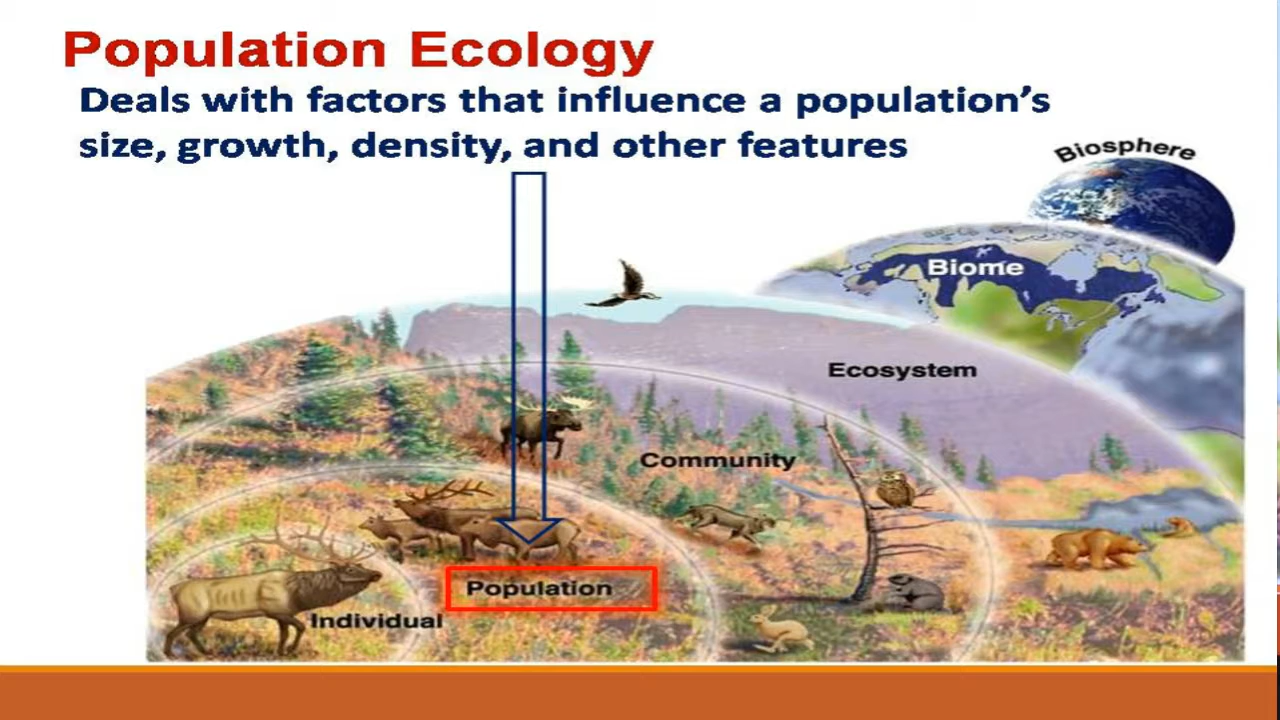 Population Ecology
Deals with factors that influence a population’s
size, growth, density, and other features
Biosphere
Biome
Ecosystem
Community
Population
Individual